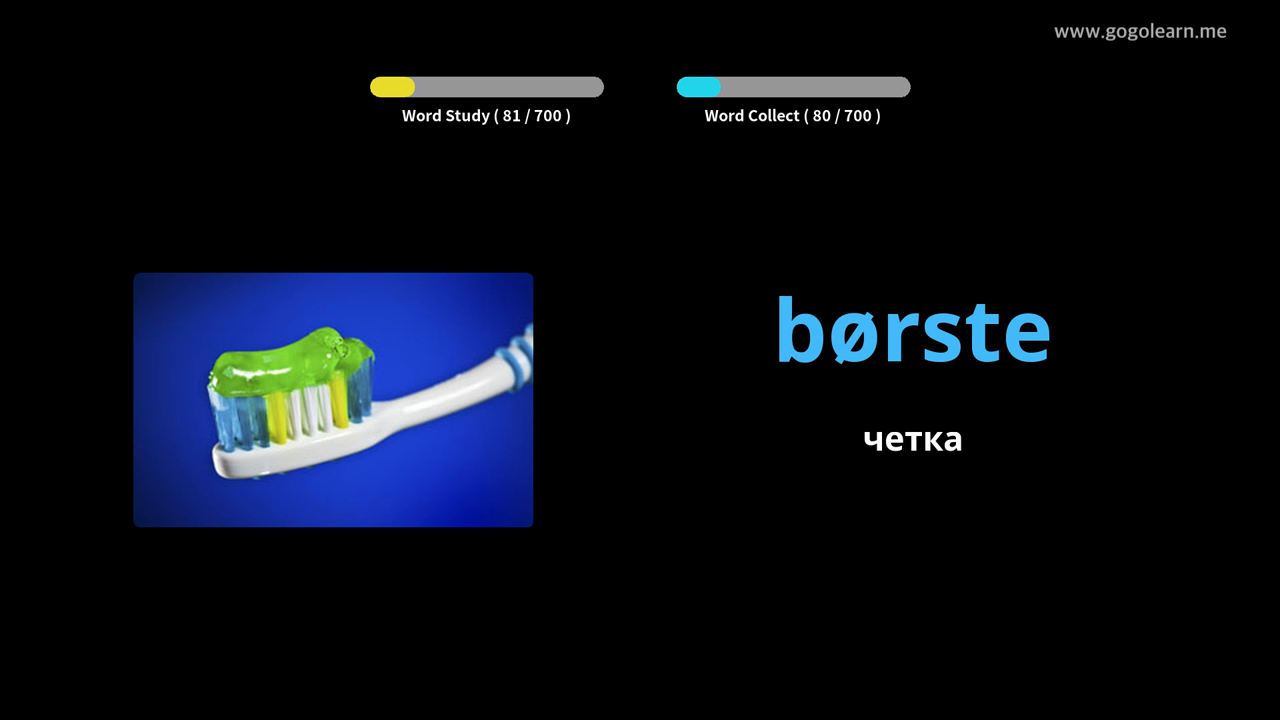 www.gogolearn.me
Word Study ( 81 / 700 )
Word Collect ( 80 / 700 )
børste
четка